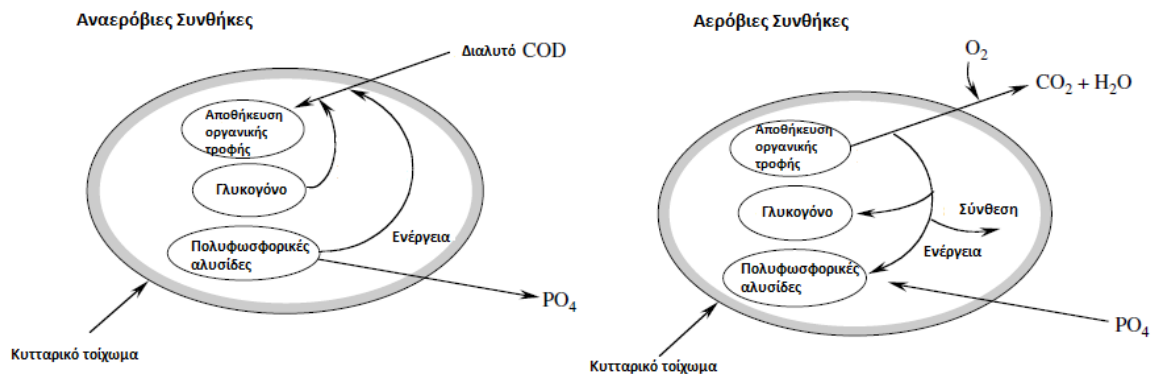 Αναερόβιες Συνθήκες
Διαλυτό COD
Αποθήκευση
οργανικής
τροφής
Γλυκογόνο
Πολυφωσφορικές
αλυσίδες
Ενέργεια
PO4
Κυτταρικό τοίχωμα
Αερόβιες Συνθήκες
O2
CO2 + H2O
Αποθήκευση
οργανικής
τροφής
Γλυκογόνο
Σύνθεση
Ενέργεια
Πολυφωσφορικές
αλυσίδες
PO4
Κυτταρικό τοίχωμα